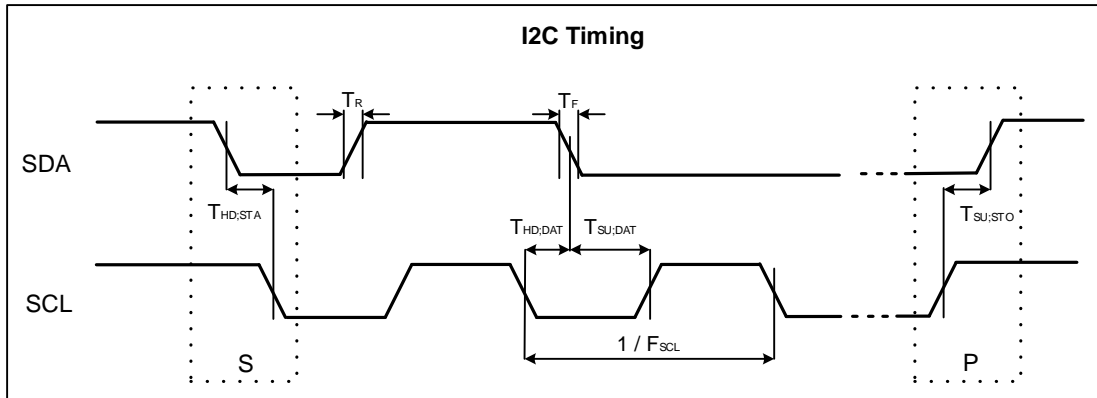 I2C Timing
TR
TF
SDA
THD;STA
THD;DAT
TSU;DAT
TSU;STO
SCL
1 / FSCL
S
P